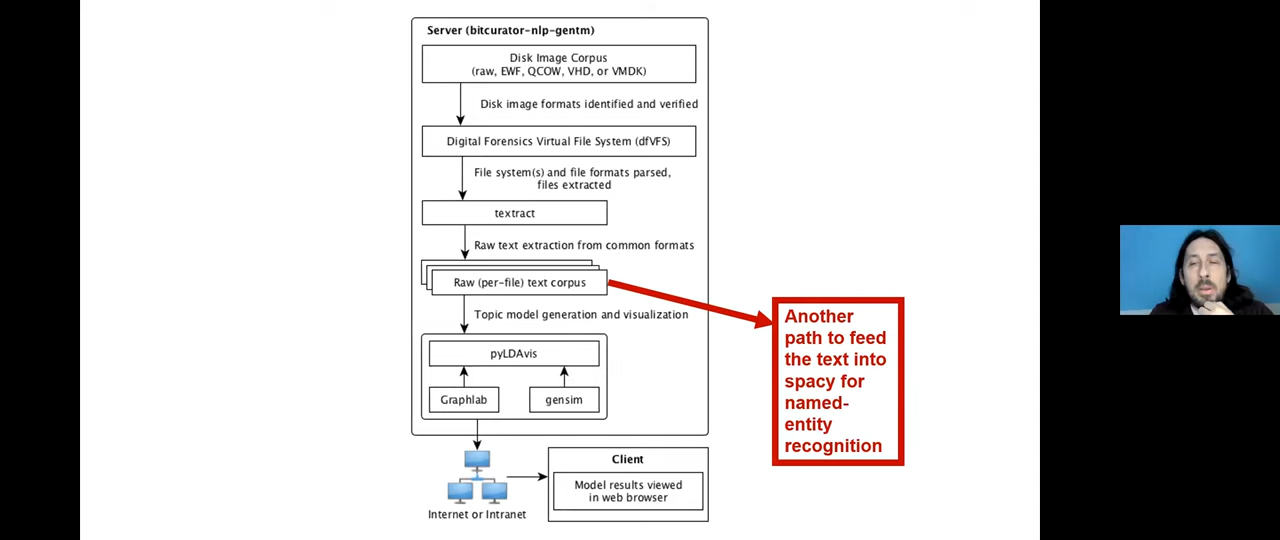 Server (bitcurator-nlp-gentm)
Disk Image Corpus
(raw, EWF, QCOW, VHD, or VMDK)
Disk image formats identified and verified
Digital Forensics Virtual File System (dfVFS)
File system(s) and file formats parsed,
files extracted
textract
Raw text extraction from common formats
Raw (per-file) text corpus
Topic model generation and visualization
pyLDAvis
Graphlab
gensim
Another
path to feed
the text into
spacy for
named-
entity
recognition
Client
Model results viewed
in web browser
Internet or Intranet